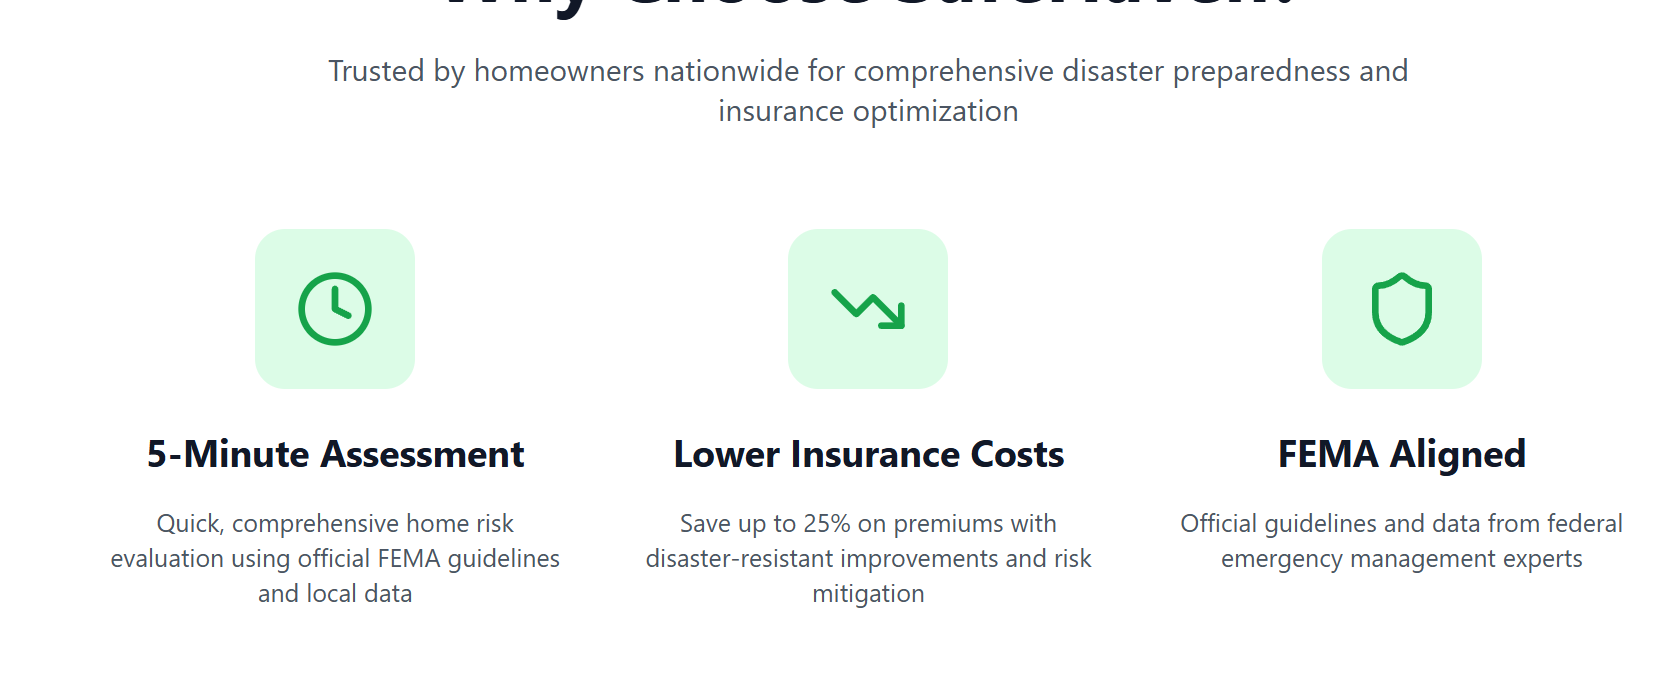 Trusted by homeowners nationwide for comprehensive disaster preparedness and
insurance optimization
5-Minute Assessment
Quick, comprehensive home risk
evaluation using official FEMA guidelines
and local data
Lower Insurance Costs
Save up to 25% on premiums with
disaster-resistant improvements and risk
mitigation
FEMA Aligned
Official guidelines and data from federal
emergency management experts